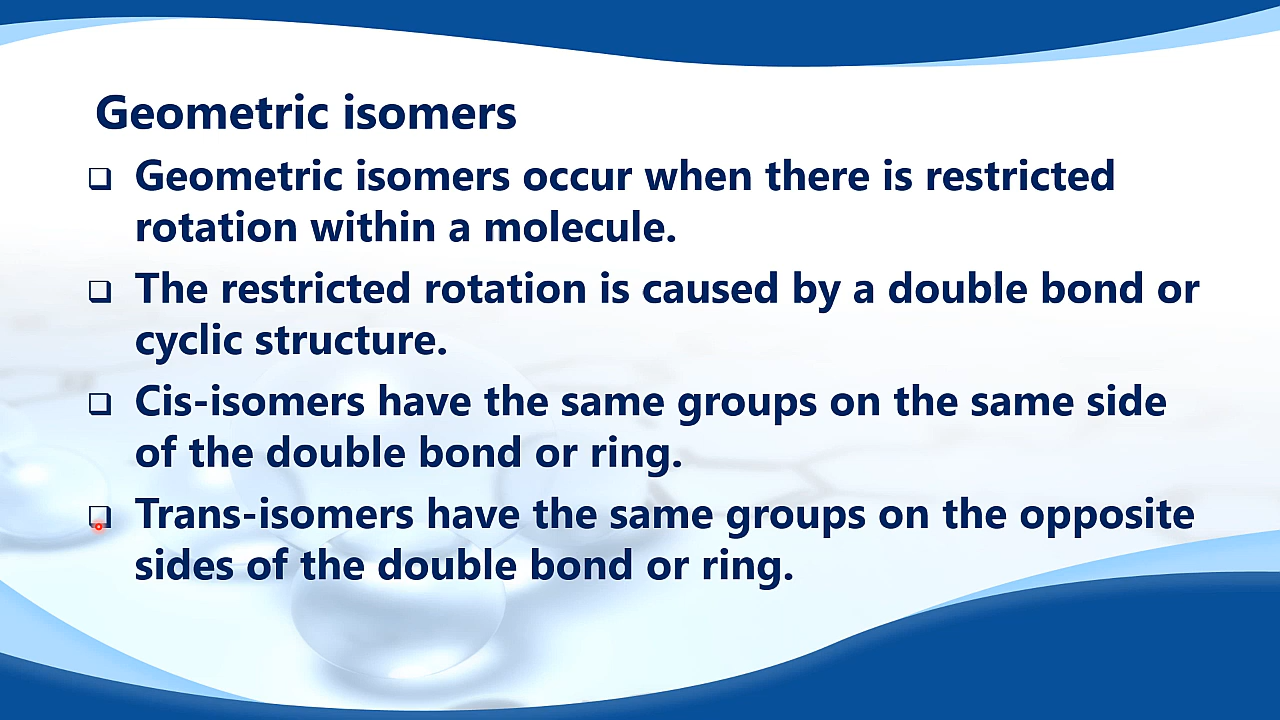 Geometric isomers
Geometric isomers occur when there is restricted
rotation within a molecule.
The restricted rotation is caused by a double bond or
cyclic structure.
Cis-isomers have the same groups on the same side
of the double bond or ring.
Trans-isomers have the same groups on the opposite
sides of the double bond or ring.